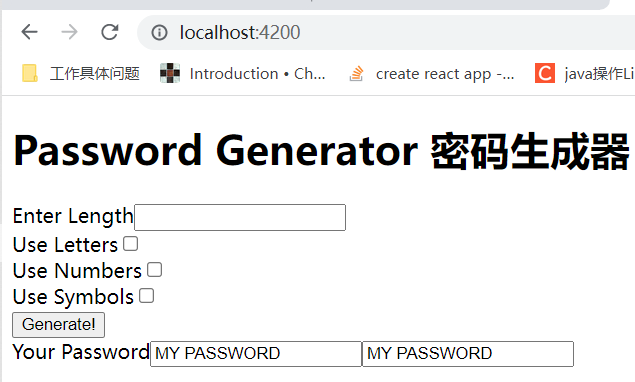 localhost:4200
工作具体问题 Introduction • Ch... create react app -... C java操作Li
Password Generator 密码生成器
Enter Length
Use Letters
Use Numbers
Use Symbols
Generate!
Your Password MY PASSWORD MY PASSWORD